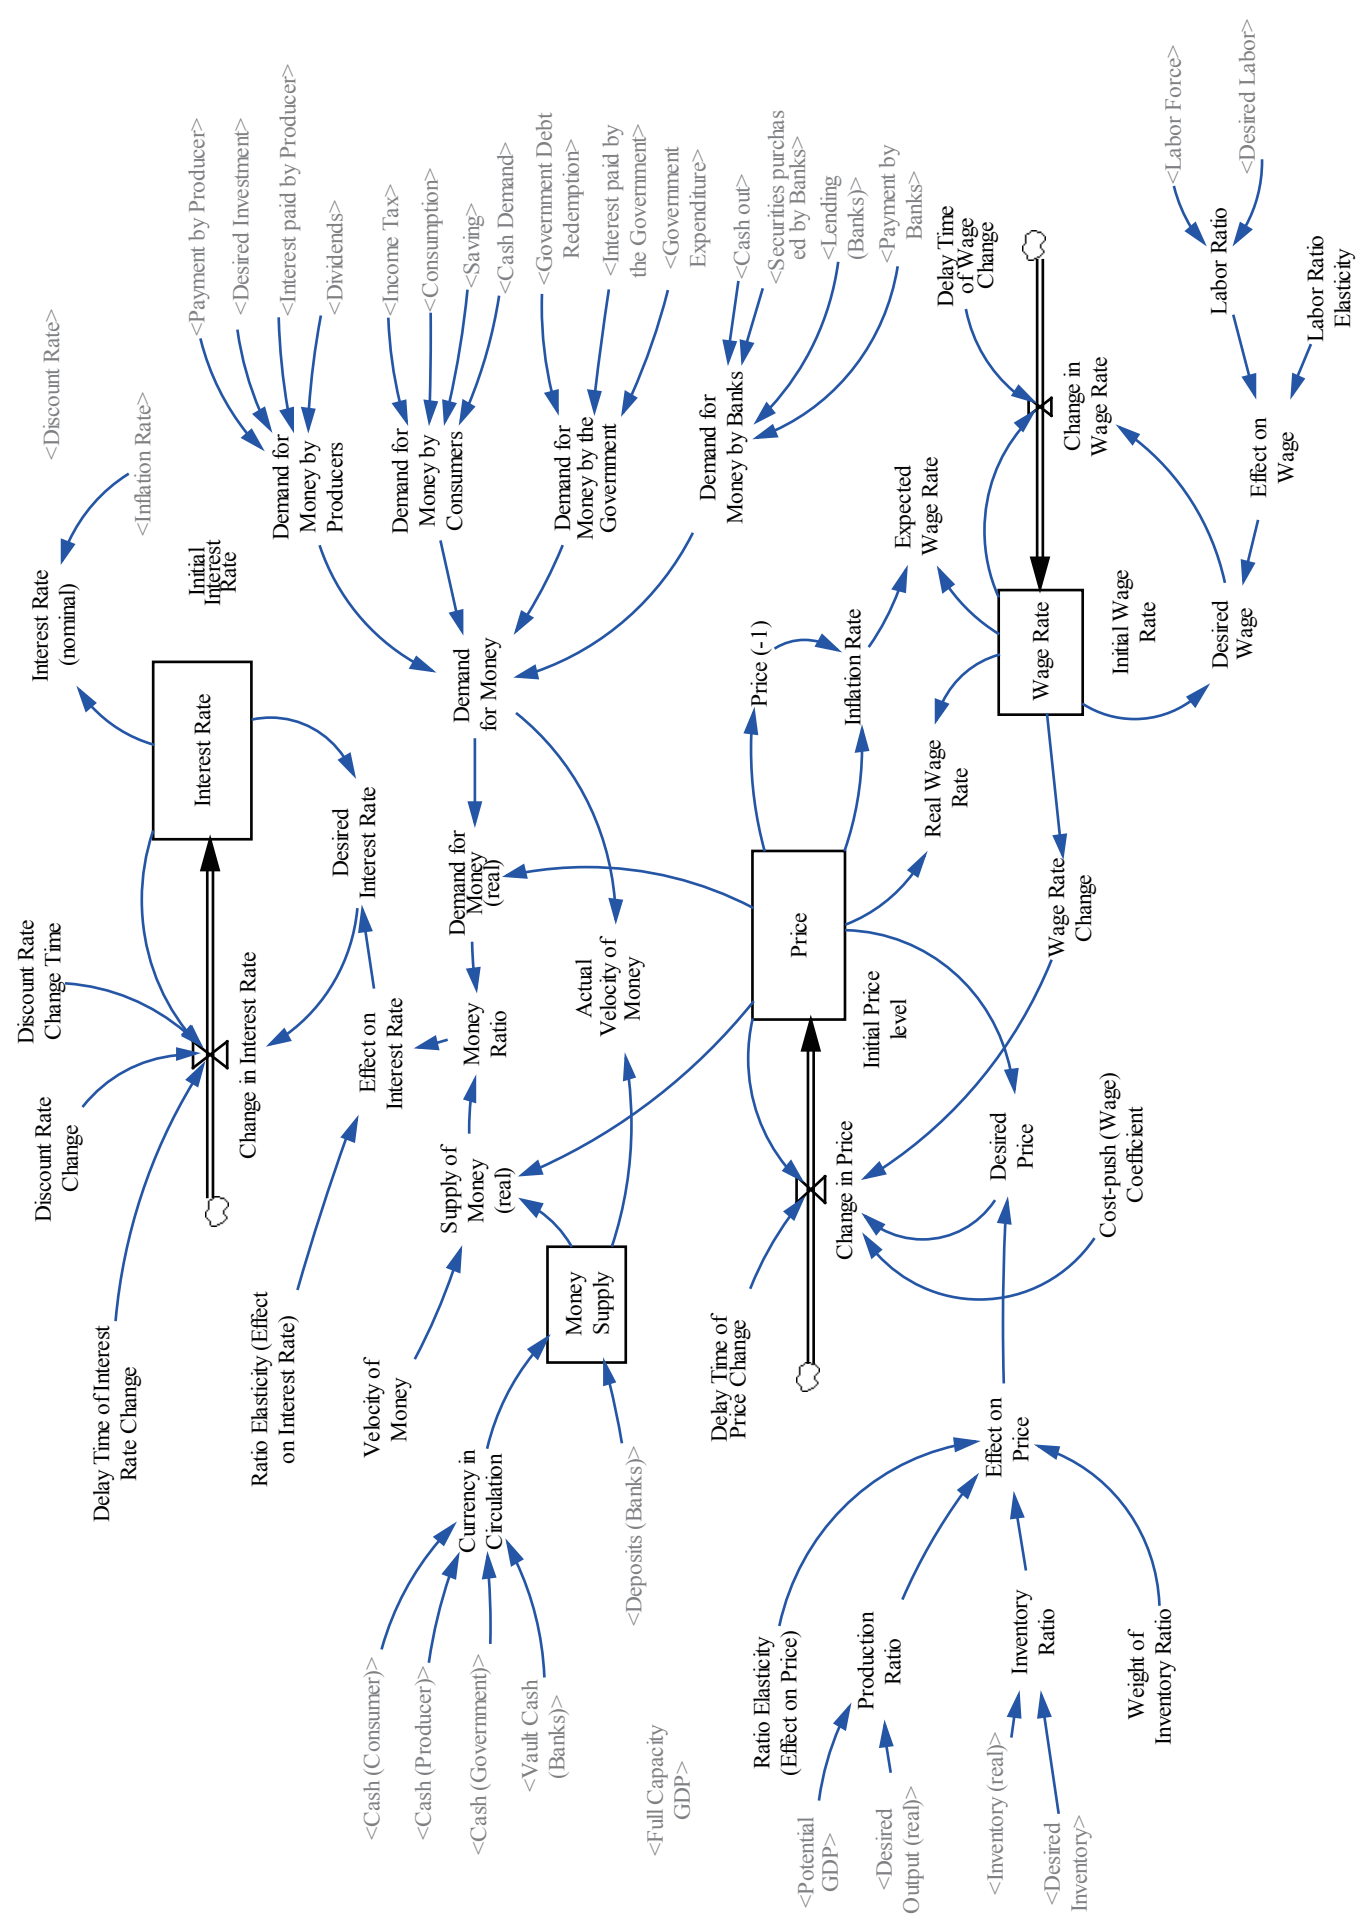 <Discount Rate>
<Inflation Rate>
Interest Rate
(nominal)
Initial
Interest
Rate
Interest Rate
Desired
Interest Rate
Discount Rate
Change Time
Discount Rate
Change
Change in Interest Rate
Delay Time of Interest
Rate Change
Effect on
Interest Rate
Ratio Elasticity (Effect
on Interest Rate)
<Payment by Producer>
<Desired Investment>
<Interest paid by Producer>
<Dividends>
Demand for
Money by
Producers
<Income Tax>
<Consumption>
<Saving>
<Cash Demand>
Demand for
Money by
Consumers
<Government Debt
Redemption>
<Interest paid by
the Government>
<Government
Expenditure>
Demand for
Money by the
Government
<Cash out>
<Securities purchas
ed by Banks>
<Lending
(Banks)>
<Payment by
Banks>
Demand for
Money by Banks
Demand
for Money
Demand for
Money
(real)
Money
Ratio
Supply of
Money
(real)
Velocity of
Money
Actual
Velocity of
Money
Money
Supply
Currency in
Circulation
<Cash (Consumer)>
<Cash (Producer)>
<Cash (Government)>
<Vault Cash
(Banks)>
<Deposits (Banks)>
<Full Capacity
GDP>
Price (-1)
Inflation Rate
Expected
Wage Rate
Real Wage
Rate
Price
Initial Price
level
Change in Price
Delay Time of
Price Change
Desired
Price
Cost-push (Wage)
Coefficient
Effect on
Price
Ratio Elasticity
(Effect on Price)
Production
Ratio
Inventory
Ratio
Weight of
Inventory Ratio
<Potential
GDP>
<Desired
Output (real)>
<Inventory (real)>
<Desired
Inventory>
Delay Time
of Wage
Change
Change in
Wage Rate
Wage Rate
Initial Wage
Rate
Wage Rate
Change
Desired
Wage
Effect on
Wage
Labor Ratio
Labor Ratio
Elasticity
<Labor Force>
<Desired Labor>